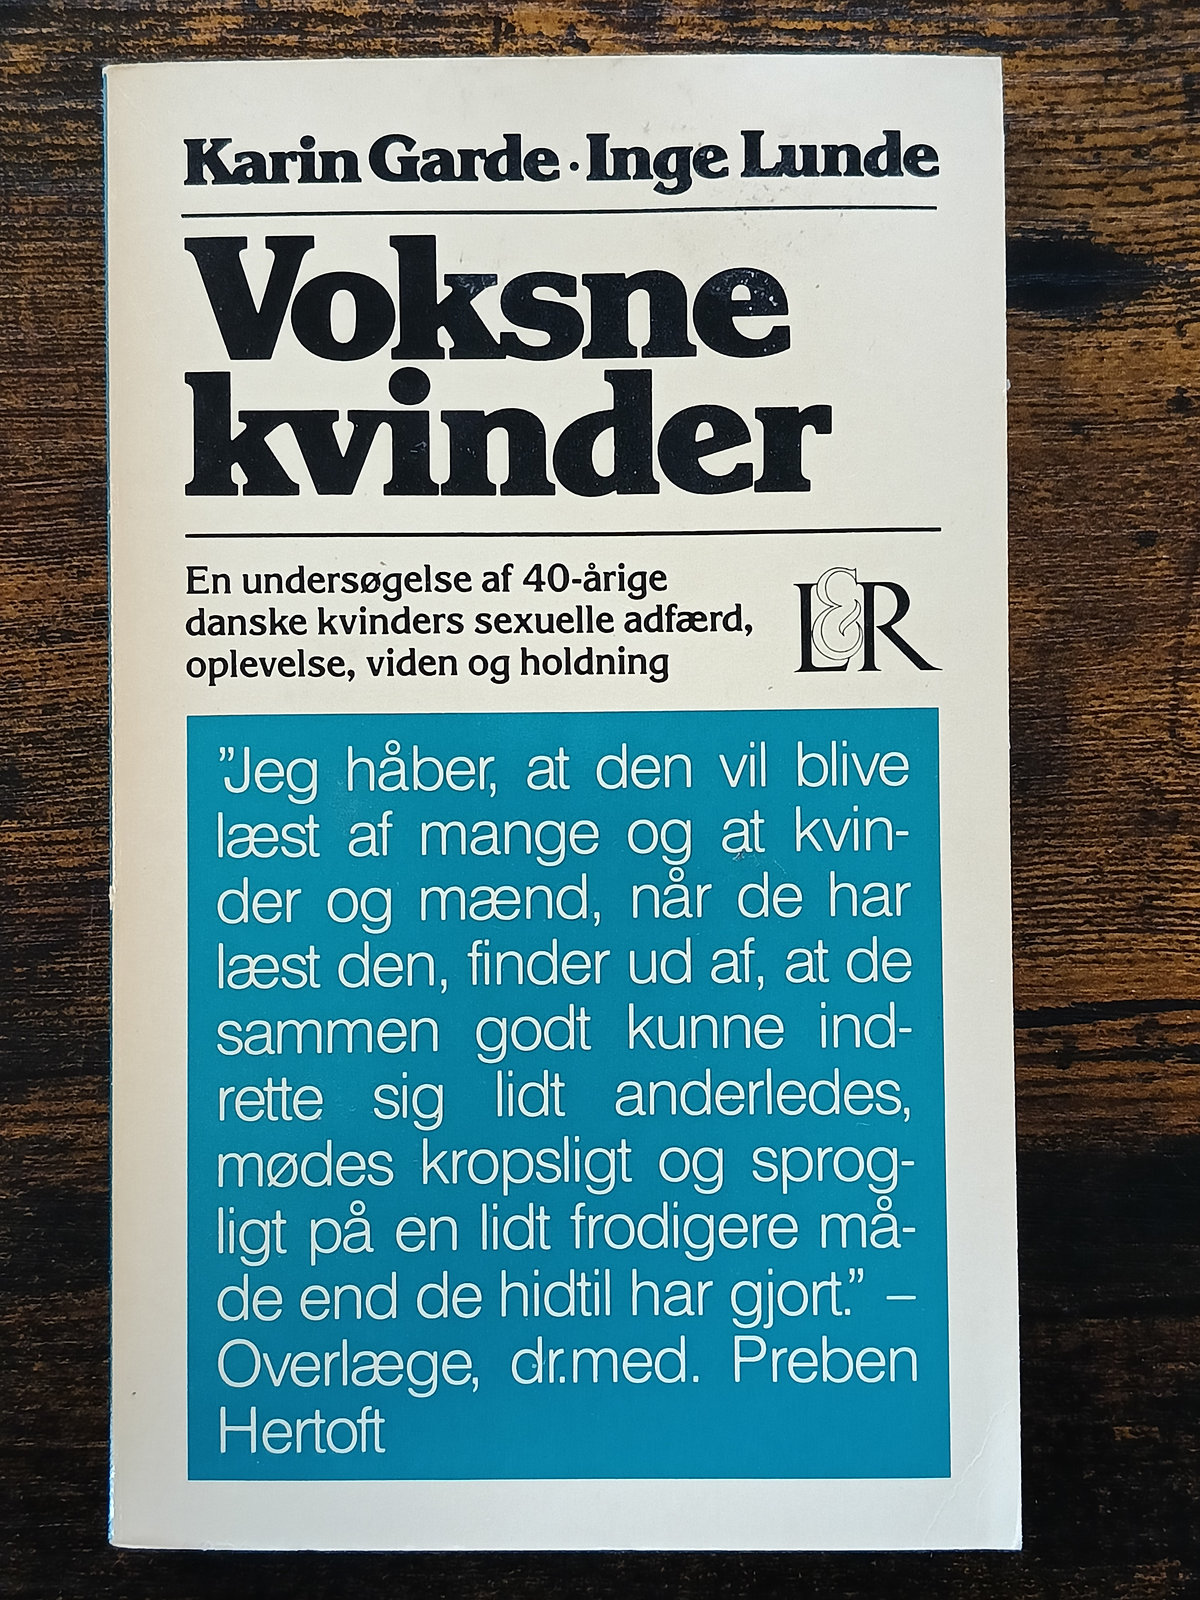 Karin Garde · Inge Lunde
Voksne
kvinder
En undersøgelse af 40-årige
danske kvinders sexuelle adfærd,
oplevelse, viden og holdning
L&R
”Jeg håber, at den vil blive
læst af mange og at kvin-
der og mænd, når de har
læst den, finder ud af, at de
sammen godt kunne ind-
rette sig lidt anderledes,
mødes kropsligt og sprog-
ligt på en lidt frodigere må-
de end de hidtil har gjort.” –
Overlæge, dr.med. Preben
Hertoft